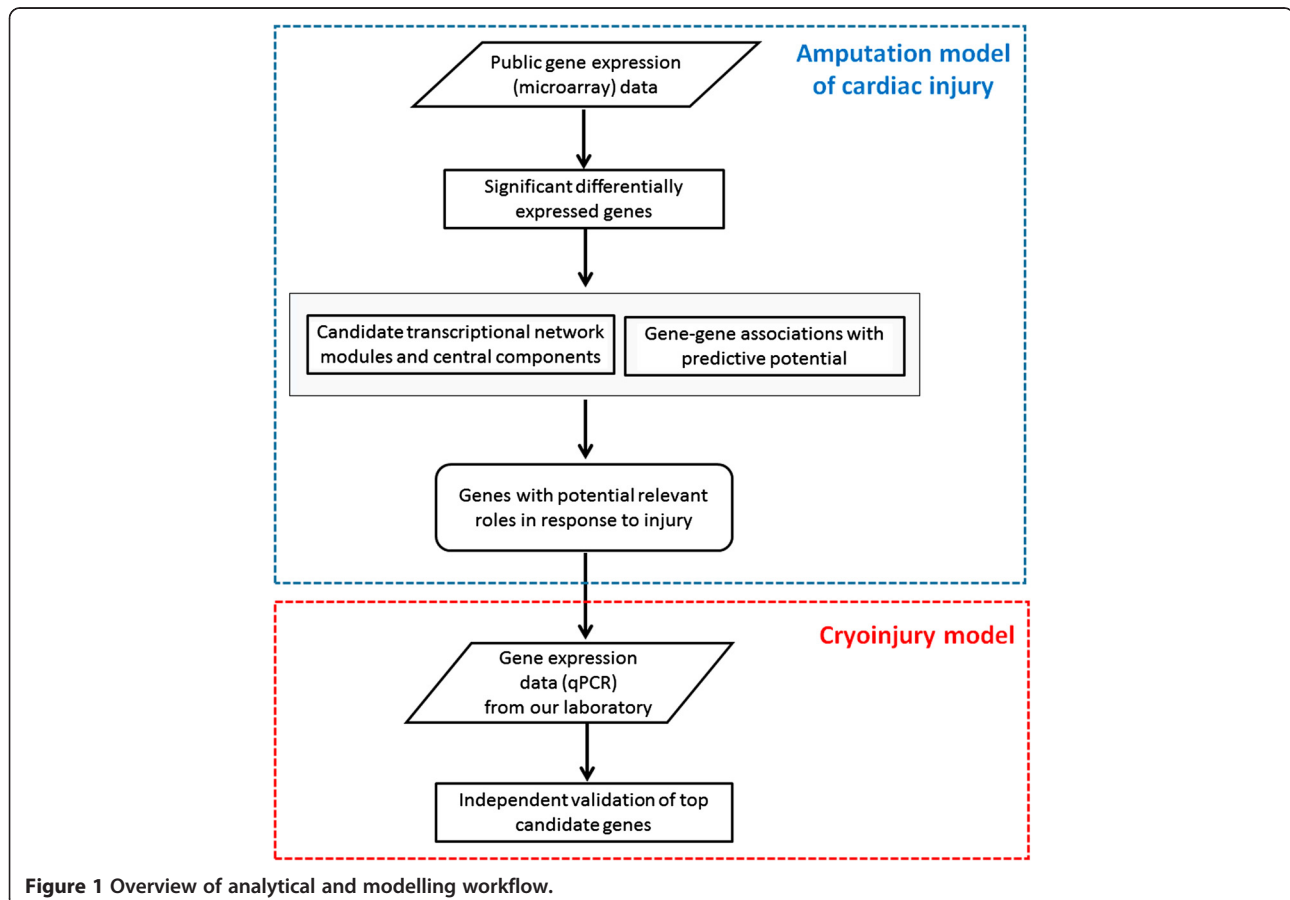 Amputation model
of cardiac injury
Public gene expression
(microarray) data
Significant differentially
expressed genes
Candidate transcriptional network
modules and central components
Gene-gene associations with
predictive potential
Genes with potential relevant
roles in response to injury
Cryoinjury model
Gene expression
data (qPCR)
from our laboratory
Independent validation of top
candidate genes
Figure 1 Overview of analytical and modelling workflow.